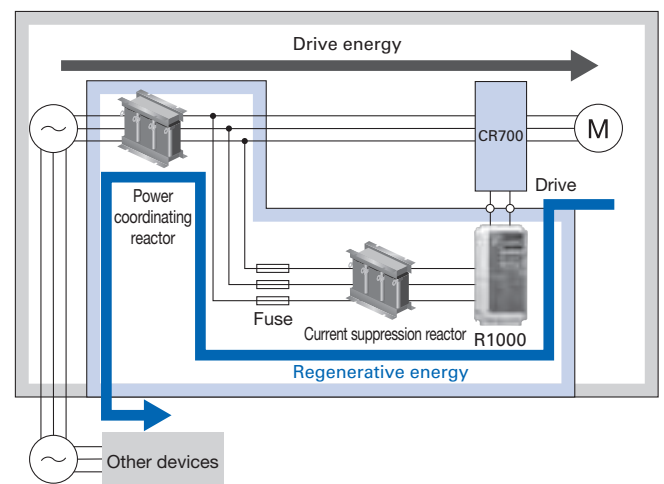 Drive energy
CR700
M
Drive
Power
coordinating
reactor
Fuse
Current suppression reactor
R1000
Regenerative energy
Other devices